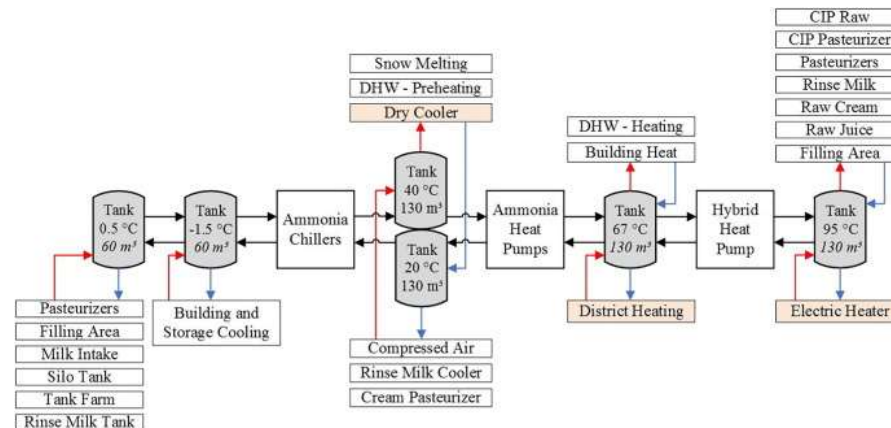 CIP Raw
CIP Pasteurizer
Pasteurizers
Rinse Milk
Raw Cream
Raw Juice
Filling Area
Snow Melting
DHW - Preheating
Dry Cooler
DHW - Heating
Building Heat
Tank
0.5 °C
60 m³
Tank
-1.5 °C
60 m³
Ammonia
Chillers
Tank
40 °C
130 m³
Tank
20 °C
130 m³
Ammonia
Heat
Pumps
Tank
67 °C
130 m³
Hybrid
Heat
Pump
Tank
95 °C
130 m³
Pasteurizers
Filling Area
Milk Intake
Silo Tank
Tank Farm
Rinse Milk Tank
Building and
Storage Cooling
Compressed Air
Rinse Milk Cooler
Cream Pasteurizer
District Heating
Electric Heater